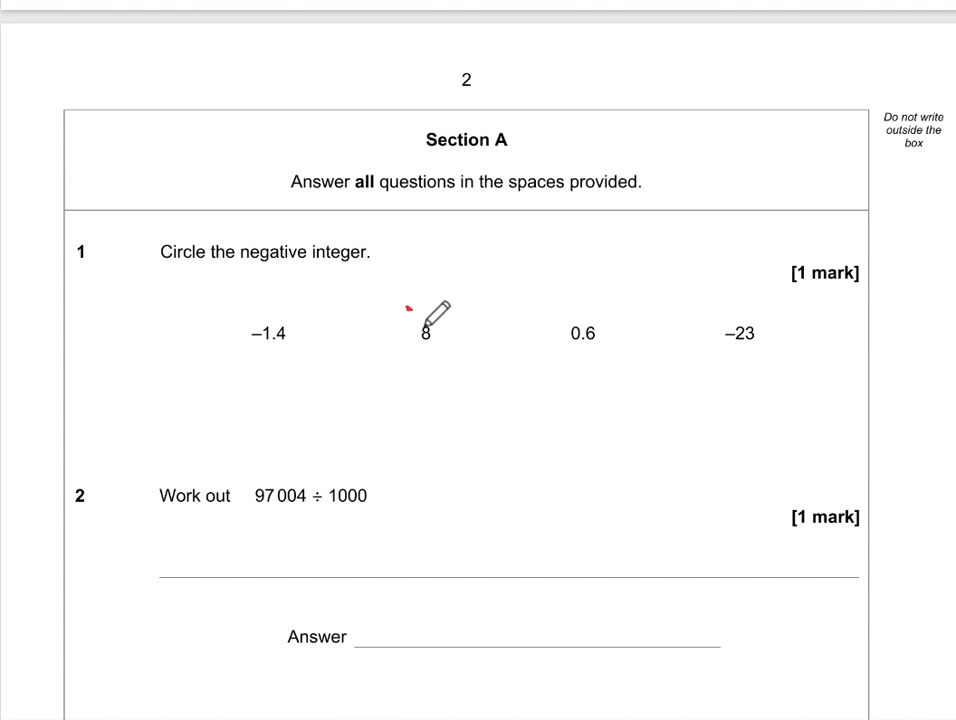 2
Do not write
outside the
box
Section A
Answer all questions in the spaces provided.
1 Circle the negative integer.
[1 mark]
–1.4 8 0.6 –23
2 Work out 97 004 ÷ 1000
[1 mark]
Answer